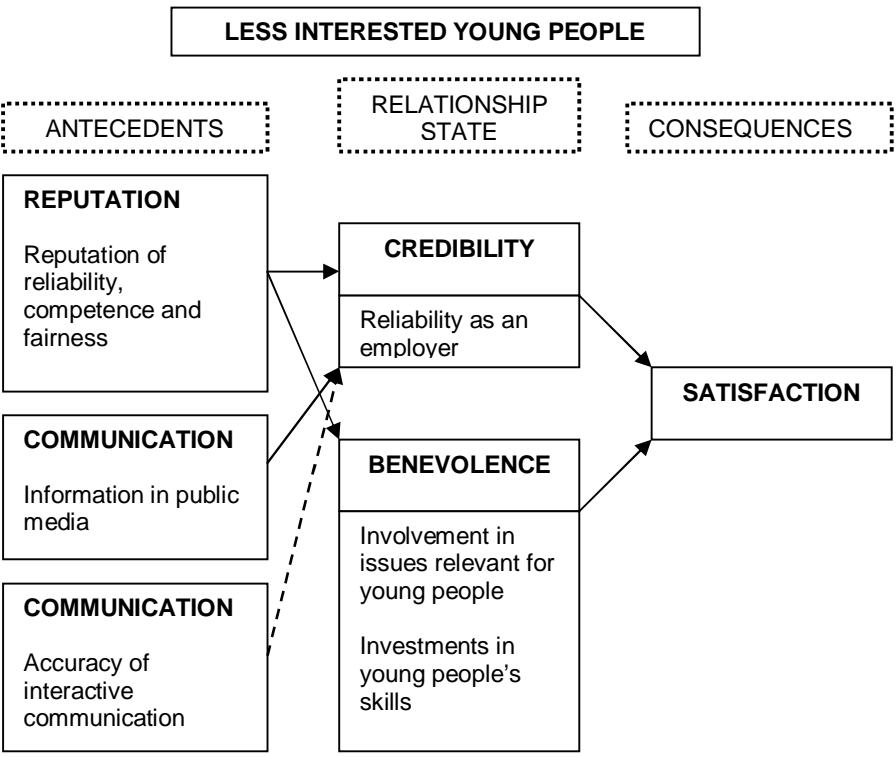 LESS INTERESTED YOUNG PEOPLE
ANTECEDENTS
RELATIONSHIP
STATE
CONSEQUENCES
REPUTATION
Reputation of
reliability,
competence and
fairness
COMMUNICATION
Information in public
media
COMMUNICATION
Accuracy of
interactive
communication
CREDIBILITY
Reliability as an
employer
BENEVOLENCE
Involvement in
issues relevant for
young people
Investments in
young people's
skills
SATISFACTION